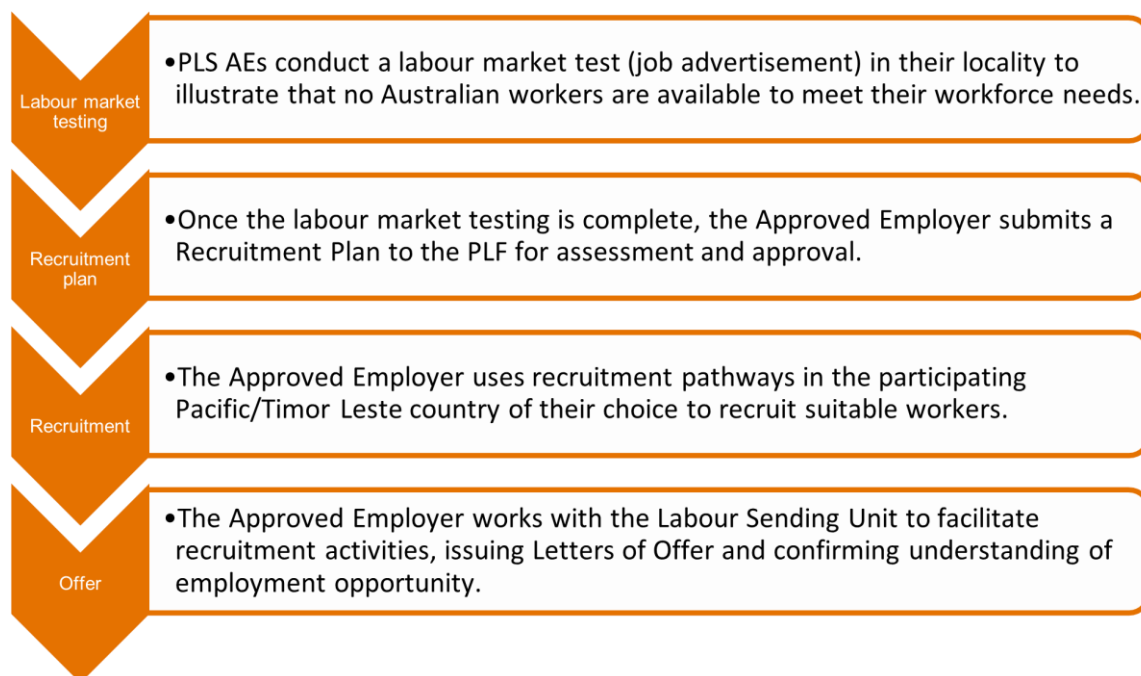 Labour market
testing
•PLS AEs conduct a labour market test (job advertisement) in their locality to
illustrate that no Australian workers are available to meet their workforce needs.
Recruitment
plan
•Once the labour market testing is complete, the Approved Employer submits a
Recruitment Plan to the PLF for assessment and approval.
Recruitment
•The Approved Employer uses recruitment pathways in the participating
Pacific/Timor Leste country of their choice to recruit suitable workers.
Offer
•The Approved Employer works with the Labour Sending Unit to facilitate
recruitment activities, issuing Letters of Offer and confirming understanding of
employment opportunity.